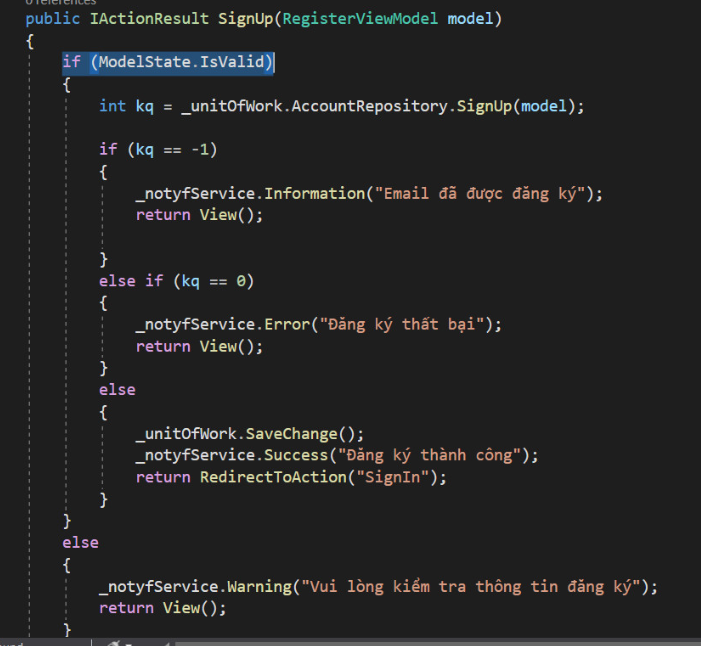 0 references
public IActionResult SignUp(RegisterViewModel model)
{
if (ModelState.IsValid)
{
int kq = _unitOfWork.AccountRepository.SignUp(model);
if (kq == -1)
{
_notyfService.Information("Email đã được đăng ký");
return View();
}
else if (kq == 0)
{
_notyfService.Error("Đăng ký thất bại");
return View();
}
else
{
_unitOfWork.SaveChange();
_notyfService.Success("Đăng ký thành công");
return RedirectToAction("SignIn");
}
}
else
{
_notyfService.Warning("Vui lòng kiểm tra thông tin đăng ký");
return View();
}